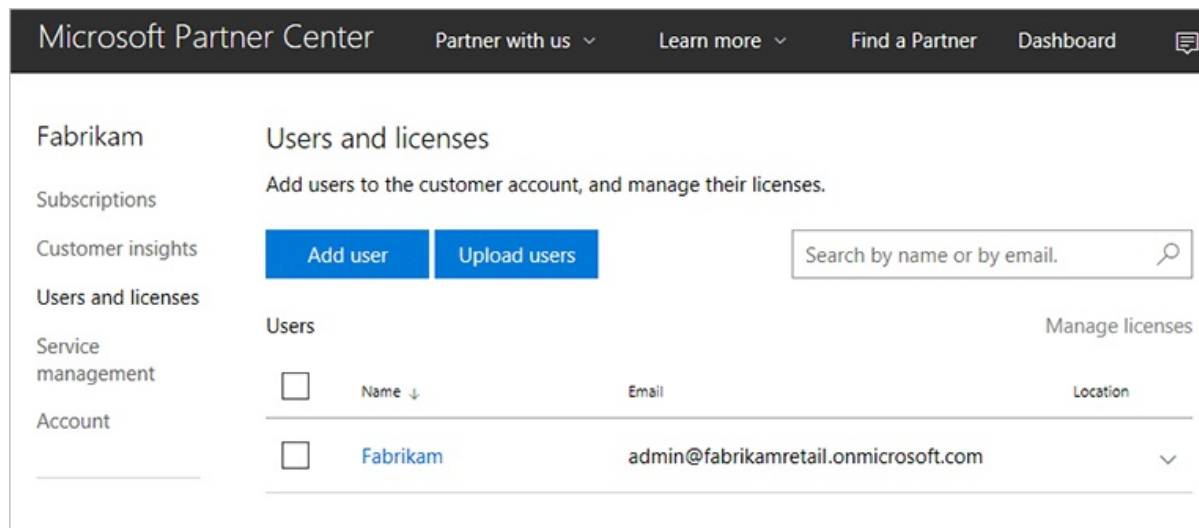 Microsoft Partner Center Partner with us Learn more Find a Partner Dashboard
Fabrikam
Subscriptions
Customer insights
Users and licenses
Service
management
Account
Users and licenses
Add users to the customer account, and manage their licenses.
Add user Upload users Search by name or by email.
Users Manage licenses
Name Email Location
Fabrikam admin@fabrikamretail.onmicrosoft.com